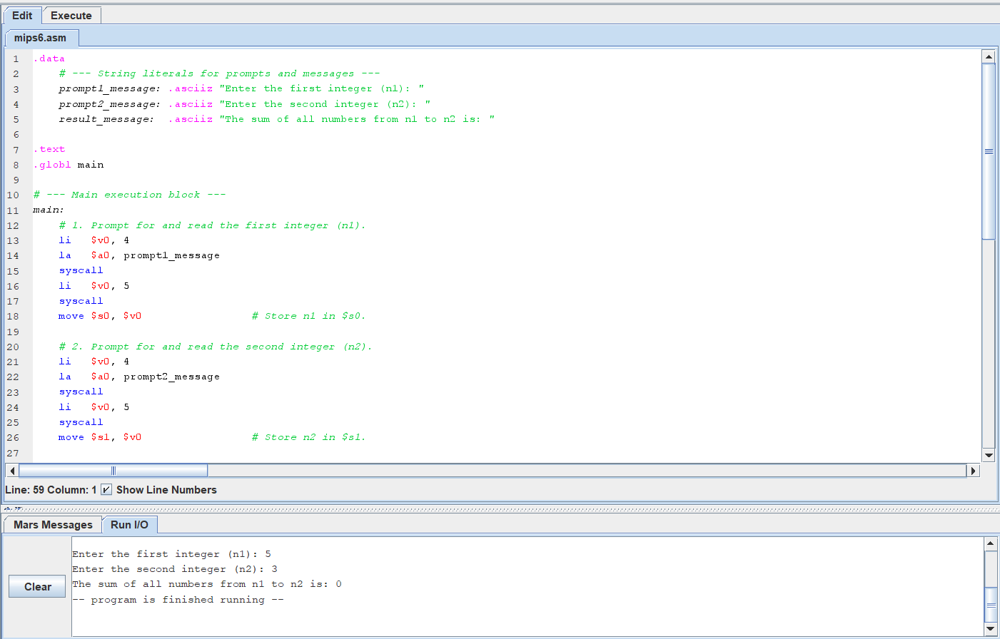 Edit Execute
mips6.asm
1 .data
2     # --- String literals for prompts and messages ---
3     prompt1_message: .asciiz "Enter the first integer (n1): "
4     prompt2_message: .asciiz "Enter the second integer (n2): "
5     result_message:  .asciiz "The sum of all numbers from n1 to n2 is: "
6
7 .text
8 .globl main
9
10 # --- Main execution block ---
11 main:
12     # 1. Prompt for and read the first integer (n1).
13     li   $v0, 4
14     la   $a0, prompt1_message
15     syscall
16     li   $v0, 5
17     syscall
18     move $s0, $v0                 # Store n1 in $s0.
19
20     # 2. Prompt for and read the second integer (n2).
21     li   $v0, 4
22     la   $a0, prompt2_message
23     syscall
24     li   $v0, 5
25     syscall
26     move $s1, $v0                 # Store n2 in $s1.
27
Line: 59 Column: 1 Show Line Numbers
Mars Messages Run I/O
Enter the first integer (n1): 5
Enter the second integer (n2): 3
The sum of all numbers from n1 to n2 is: 0
-- program is finished running --
Clear